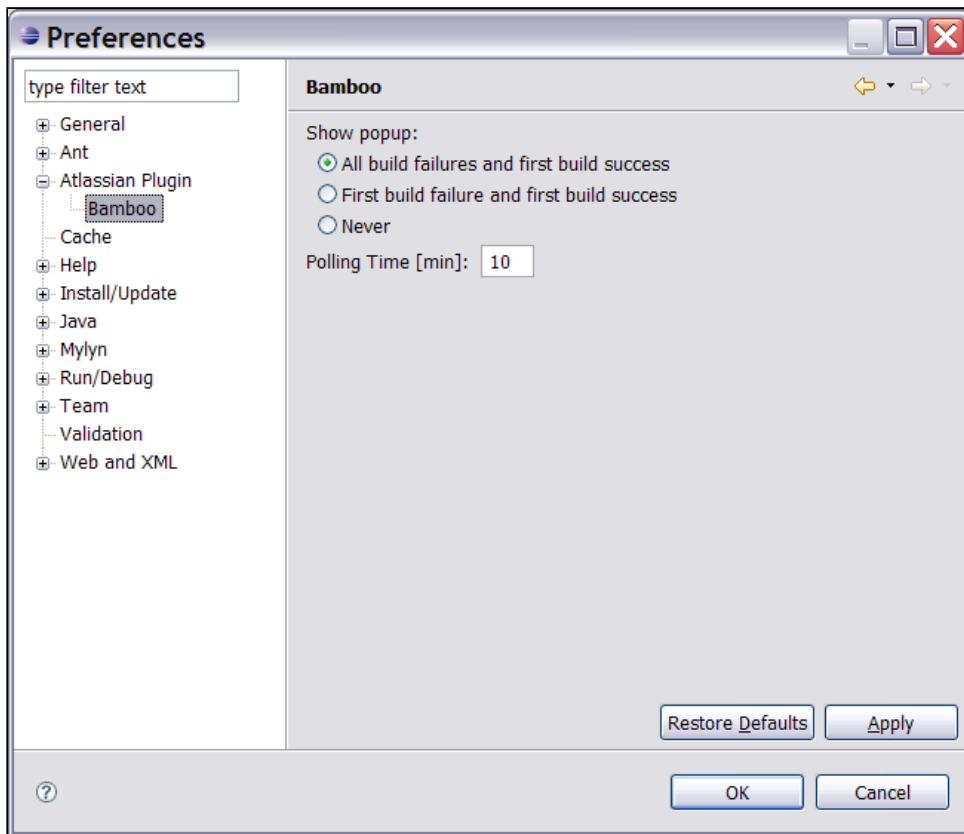 Preferences
type filter text
General
Ant
Atlassian Plugin
Bamboo
Cache
Help
Install/Update
Java
Mylyn
Run/Debug
Team
Validation
Web and XML
Bamboo
Show popup:
All build failures and first build success
First build failure and first build success
Never
Polling Time [min]: 10
Restore Defaults Apply
OK Cancel